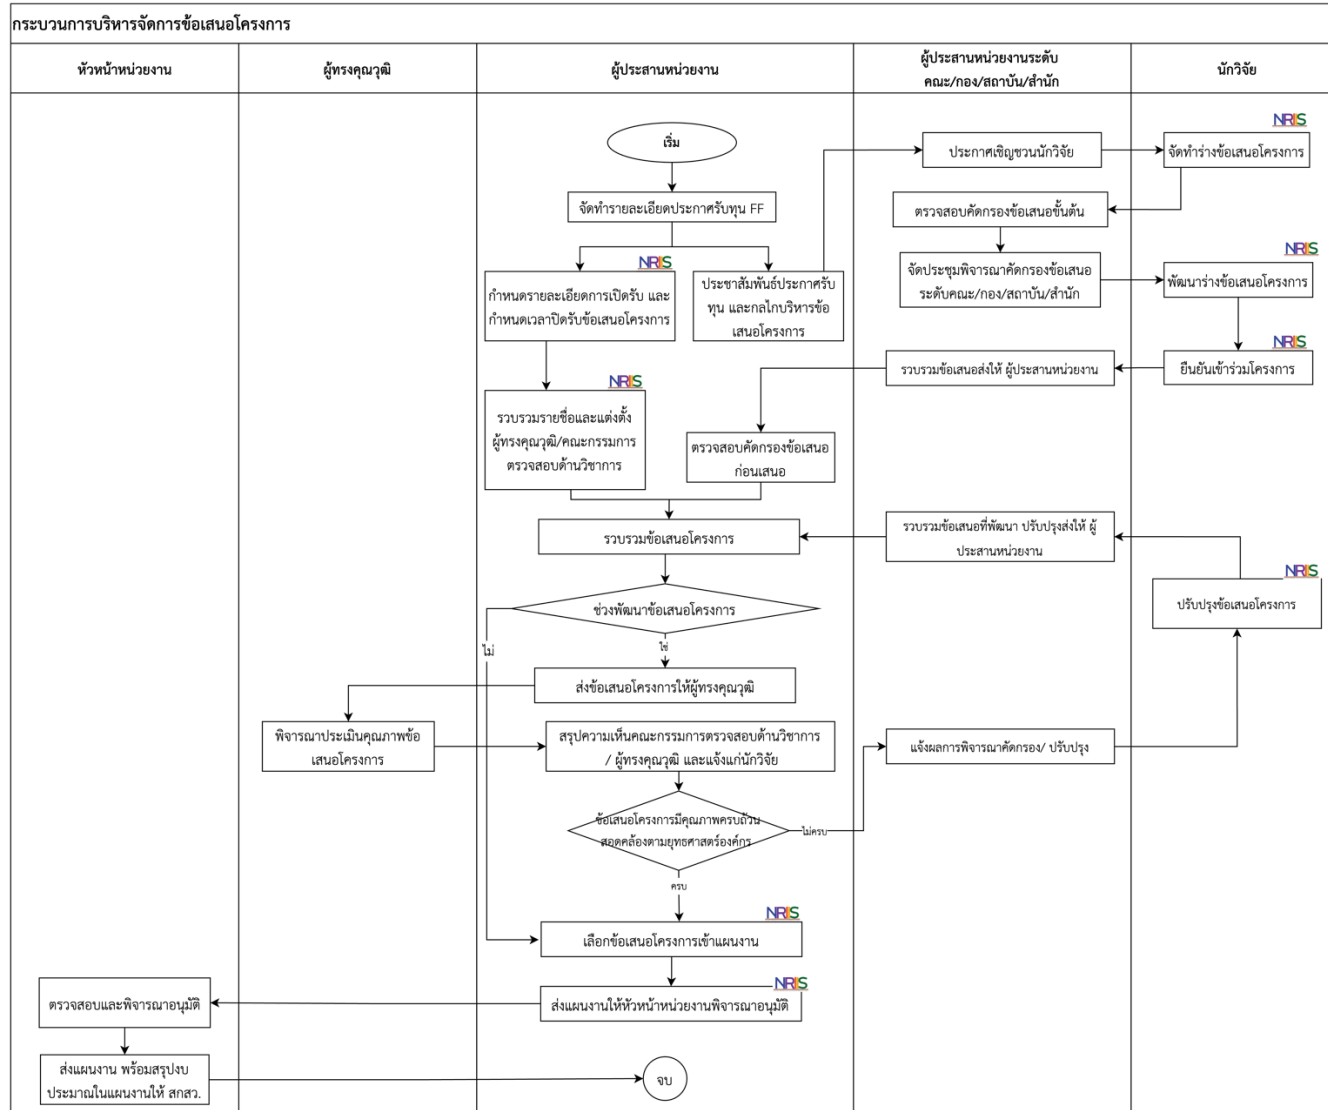 กระบวนการบริหารจัดการข้อเสนอโครงการ
หัวหน้าหน่วยงาน
ผู้ทรงคุณวุฒิ
ผู้ประสานหน่วยงาน
ผู้ประสานหน่วยงานระดับ
คณะ/กอง/สถาบัน/สำนัก
นักวิจัย
เริ่ม
ประกาศเชิญชวนนักวิจัย
NRIS
จัดทำร่างข้อเสนอโครงการ
จัดทำรายละเอียดประกาศรับทุน FF
ตรวจสอบคัดกรองข้อเสนอขั้นต้น
NRIS
กำหนดรายละเอียดการเปิดรับ และ
กำหนดเวลาปิดรับข้อเสนอโครงการ
ประชาสัมพันธ์ประกาศรับ
ทุน และกลไกบริหารข้อ
เสนอโครงการ
จัดประชุมพิจารณาคัดกรองข้อเสนอ
ระดับคณะ/กอง/สถาบัน/สำนัก
NRIS
พัฒนาร่างข้อเสนอโครงการ
NRIS
ยืนยันเข้าร่วมโครงการ
รวบรวมข้อเสนอส่งให้ ผู้ประสานหน่วยงาน
NRIS
รวบรวมรายชื่อและแต่งตั้ง
ผู้ทรงคุณวุฒิ/คณะกรรมการ
ตรวจสอบด้านวิชาการ
ตรวจสอบคัดกรองข้อเสนอ
ก่อนเสนอ
รวบรวมข้อเสนอโครงการ
รวบรวมข้อเสนอที่พัฒนา ปรับปรุงส่งให้ ผู้
ประสานหน่วยงาน
NRIS
ปรับปรุงข้อเสนอโครงการ
ช่วงพัฒนาข้อเสนอโครงการ
ไม่
ใช่
ส่งข้อเสนอโครงการให้ผู้ทรงคุณวุฒิ
พิจารณาประเมินคุณภาพข้อ
เสนอโครงการ
สรุปความเห็นคณะกรรมการตรวจสอบด้านวิชาการ
/ ผู้ทรงคุณวุฒิ และแจ้งแก่นักวิจัย
แจ้งผลการพิจารณาคัดกรอง/ ปรับปรุง
ข้อเสนอโครงการมีคุณภาพครบถ้วน
สอดคล้องตามยุทธศาสตร์องค์กร
ไม่ครบ
ครบ
NRIS
เลือกข้อเสนอโครงการเข้าแผนงาน
NRIS
ส่งแผนงานให้หัวหน้าหน่วยงานพิจารณาอนุมัติ
ตรวจสอบและพิจารณาอนุมัติ
ส่งแผนงาน พร้อมสรุปงบ
ประมาณในแผนงานให้ สกสว.
จบ